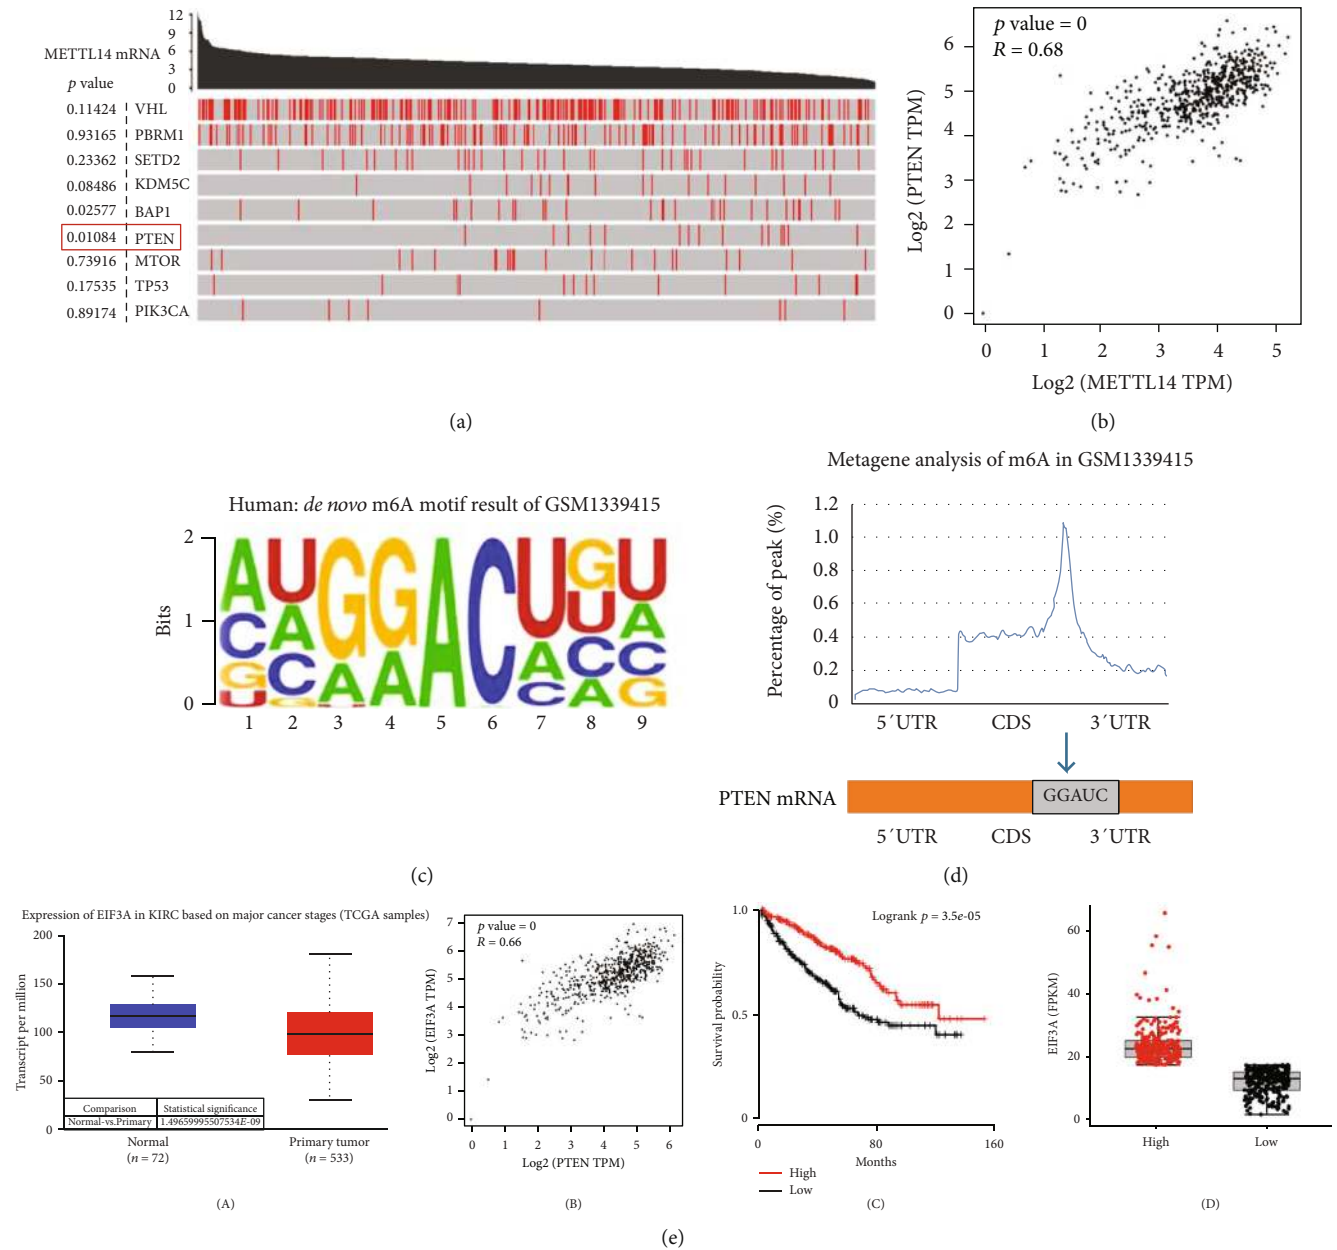 12
9
6
3
0
METTL14 mRNA
p value
0.11424 VHL
0.93165 PBRM1
0.23362 SETD2
0.08486 KDM5C
0.02577 BAP1
0.01084 PTEN
0.73916 MTOR
0.17535 TP53
0.89174 PIK3CA
(a)
p value = 0
R = 0.68
Log2 (PTEN TPM)
6
5
4
3
2
1
0
0 1 2 3 4 5
Log2 (METTL14 TPM)
(b)
Human: de novo m6A motif result of GSM1339415
Bits
2
1
0
A U G G A C U G U
C A A A A U A
G C C C C
U G A G
1 2 3 4 5 6 7 8 9
(c)
Metagene analysis of m6A in GSM1339415
Percentage of peak (%)
1.2
1.0
0.8
0.6
0.4
0.2
0
5´UTR CDS 3´UTR
PTEN mRNA
GGAUC
5´UTR CDS 3´UTR
(d)
Expression of EIF3A in KIRC based on major cancer stages (TCGA samples)
Transcript per million
200
150
100
50
0
Comparison Statistical significance
Normal-vs.Primary 1.49659995507534E-09
Normal Primary tumor
(n = 72) (n = 533)
(A)
p value = 0
R = 0.66
Log2 (EIF3A TPM)
7
6
5
4
3
2
1
0
0 1 2 3 4 5 6
Log2 (PTEN TPM)
(B)
Logrank p = 3.5e-05
Survival probability
1.0
0.5
0
0 80 160
Months
High
Low
(C)
EIF3A (FPKM)
60
40
20
0
High Low
(D)
(e)